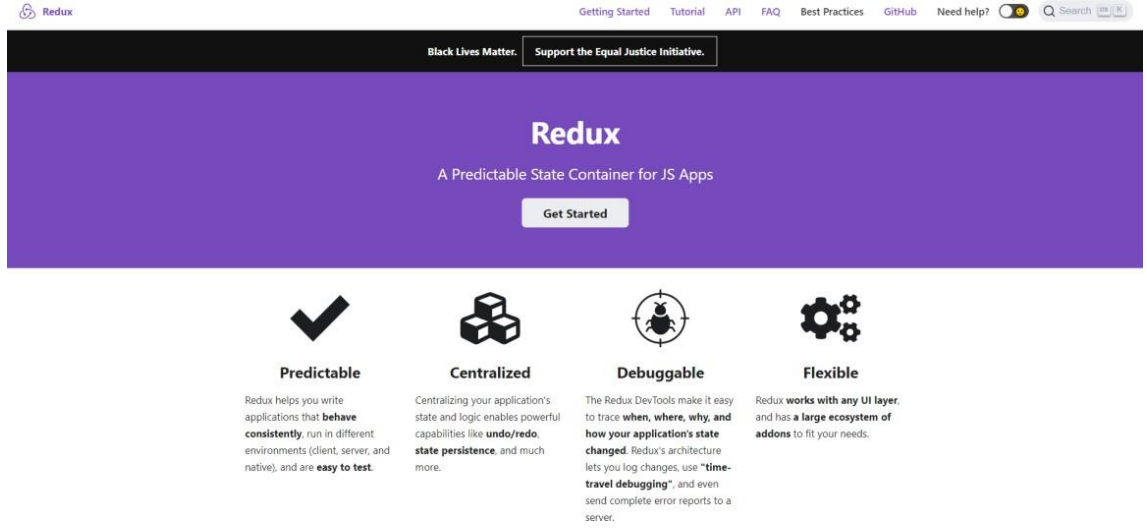 Redux
Getting Started Tutorial API FAQ Best Practices GitHub Need help? Search K
Black Lives Matter. Support the Equal Justice Initiative.
Redux
A Predictable State Container for JS Apps
Get Started
Predictable
Redux helps you write
applications that behave
consistently, run in different
environments (client, server, and
native), and are easy to test.
Centralized
Centralizing your application's
state and logic enables powerful
capabilities like undo/redo,
state persistence, and much
more.
Debuggable
The Redux DevTools make it easy
to trace when, where, why, and
how your application's state
changed. Redux's architecture
lets you log changes, use "time-
travel debugging", and even
send complete error reports to a
server.
Flexible
Redux works with any UI layer,
and has a large ecosystem of
addons to fit your needs.